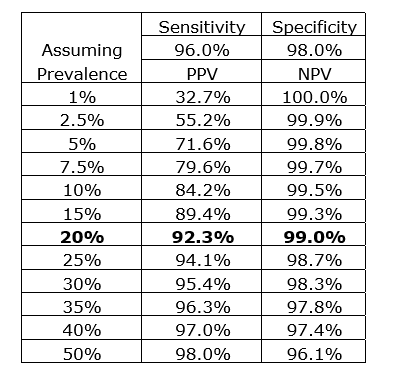 Sensitivity Specificity
Assuming 96.0% 98.0%
Prevalence PPV NPV
1% 32.7% 100.0%
2.5% 55.2% 99.9%
5% 71.6% 99.8%
7.5% 79.6% 99.7%
10% 84.2% 99.5%
15% 89.4% 99.3%
20% 92.3% 99.0%
25% 94.1% 98.7%
30% 95.4% 98.3%
35% 96.3% 97.8%
40% 97.0% 97.4%
50% 98.0% 96.1%